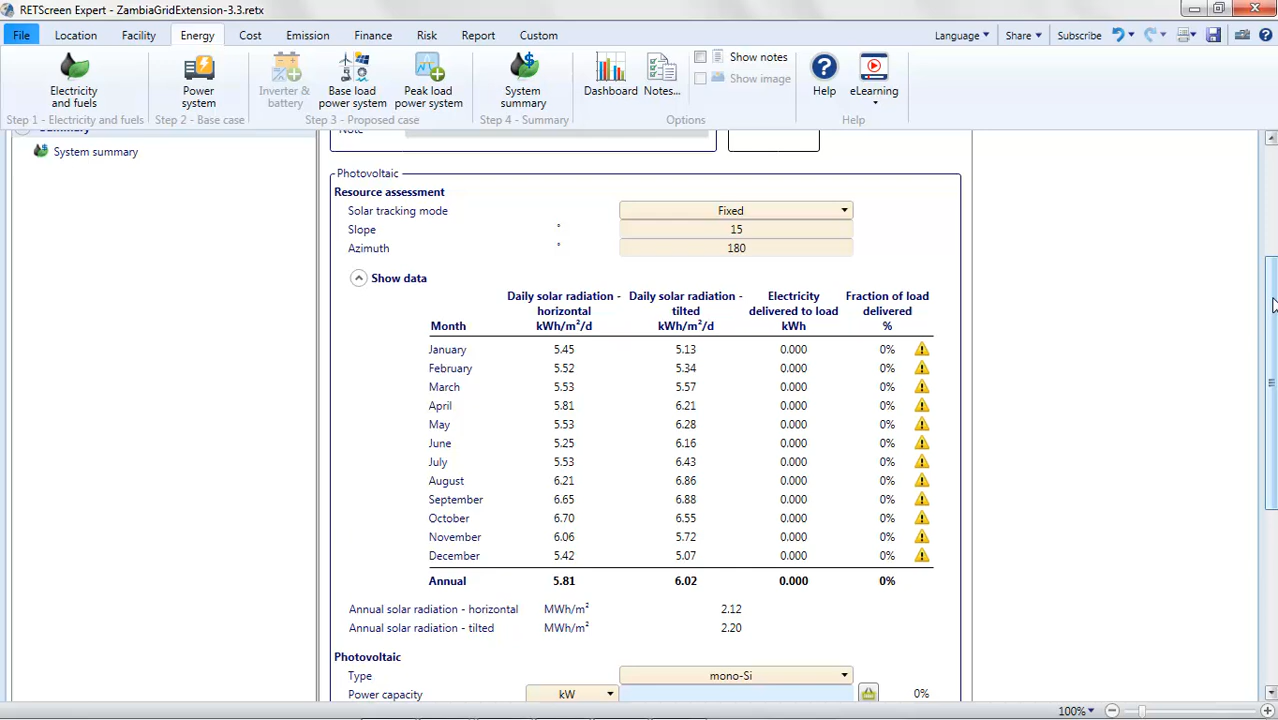 RETScreen Expert - ZambiaGridExtension-3.3.retx
File Location Facility Energy Cost Emission Finance Risk Report Custom Language Share Subscribe
Electricity and fuels
Power system
Inverter & battery
Base load power system
Peak load power system
System summary
Dashboard
Notes...
Show notes
Show image
Help
eLearning
Step 1 - Electricity and fuels
Step 2 - Base case
Step 3 - Proposed case
Step 4 - Summary
Options
Help
Summary
System summary
Note
Photovoltaic
Resource assessment
Solar tracking mode Fixed
Slope ° 15
Azimuth ° 180
Show data
Month
Daily solar radiation - horizontal kWh/m²/d
Daily solar radiation - tilted kWh/m²/d
Electricity delivered to load kWh
Fraction of load delivered %
January 5.45 5.13 0.000 0%
February 5.52 5.34 0.000 0%
March 5.53 5.57 0.000 0%
April 5.81 6.21 0.000 0%
May 5.53 6.28 0.000 0%
June 5.25 6.16 0.000 0%
July 5.53 6.43 0.000 0%
August 6.21 6.86 0.000 0%
September 6.65 6.88 0.000 0%
October 6.70 6.55 0.000 0%
November 6.06 5.72 0.000 0%
December 5.42 5.07 0.000 0%
Annual 5.81 6.02 0.000 0%
Annual solar radiation - horizontal MWh/m² 2.12
Annual solar radiation - tilted MWh/m² 2.20
Photovoltaic
Type mono-Si
Power capacity kW 0%
100%